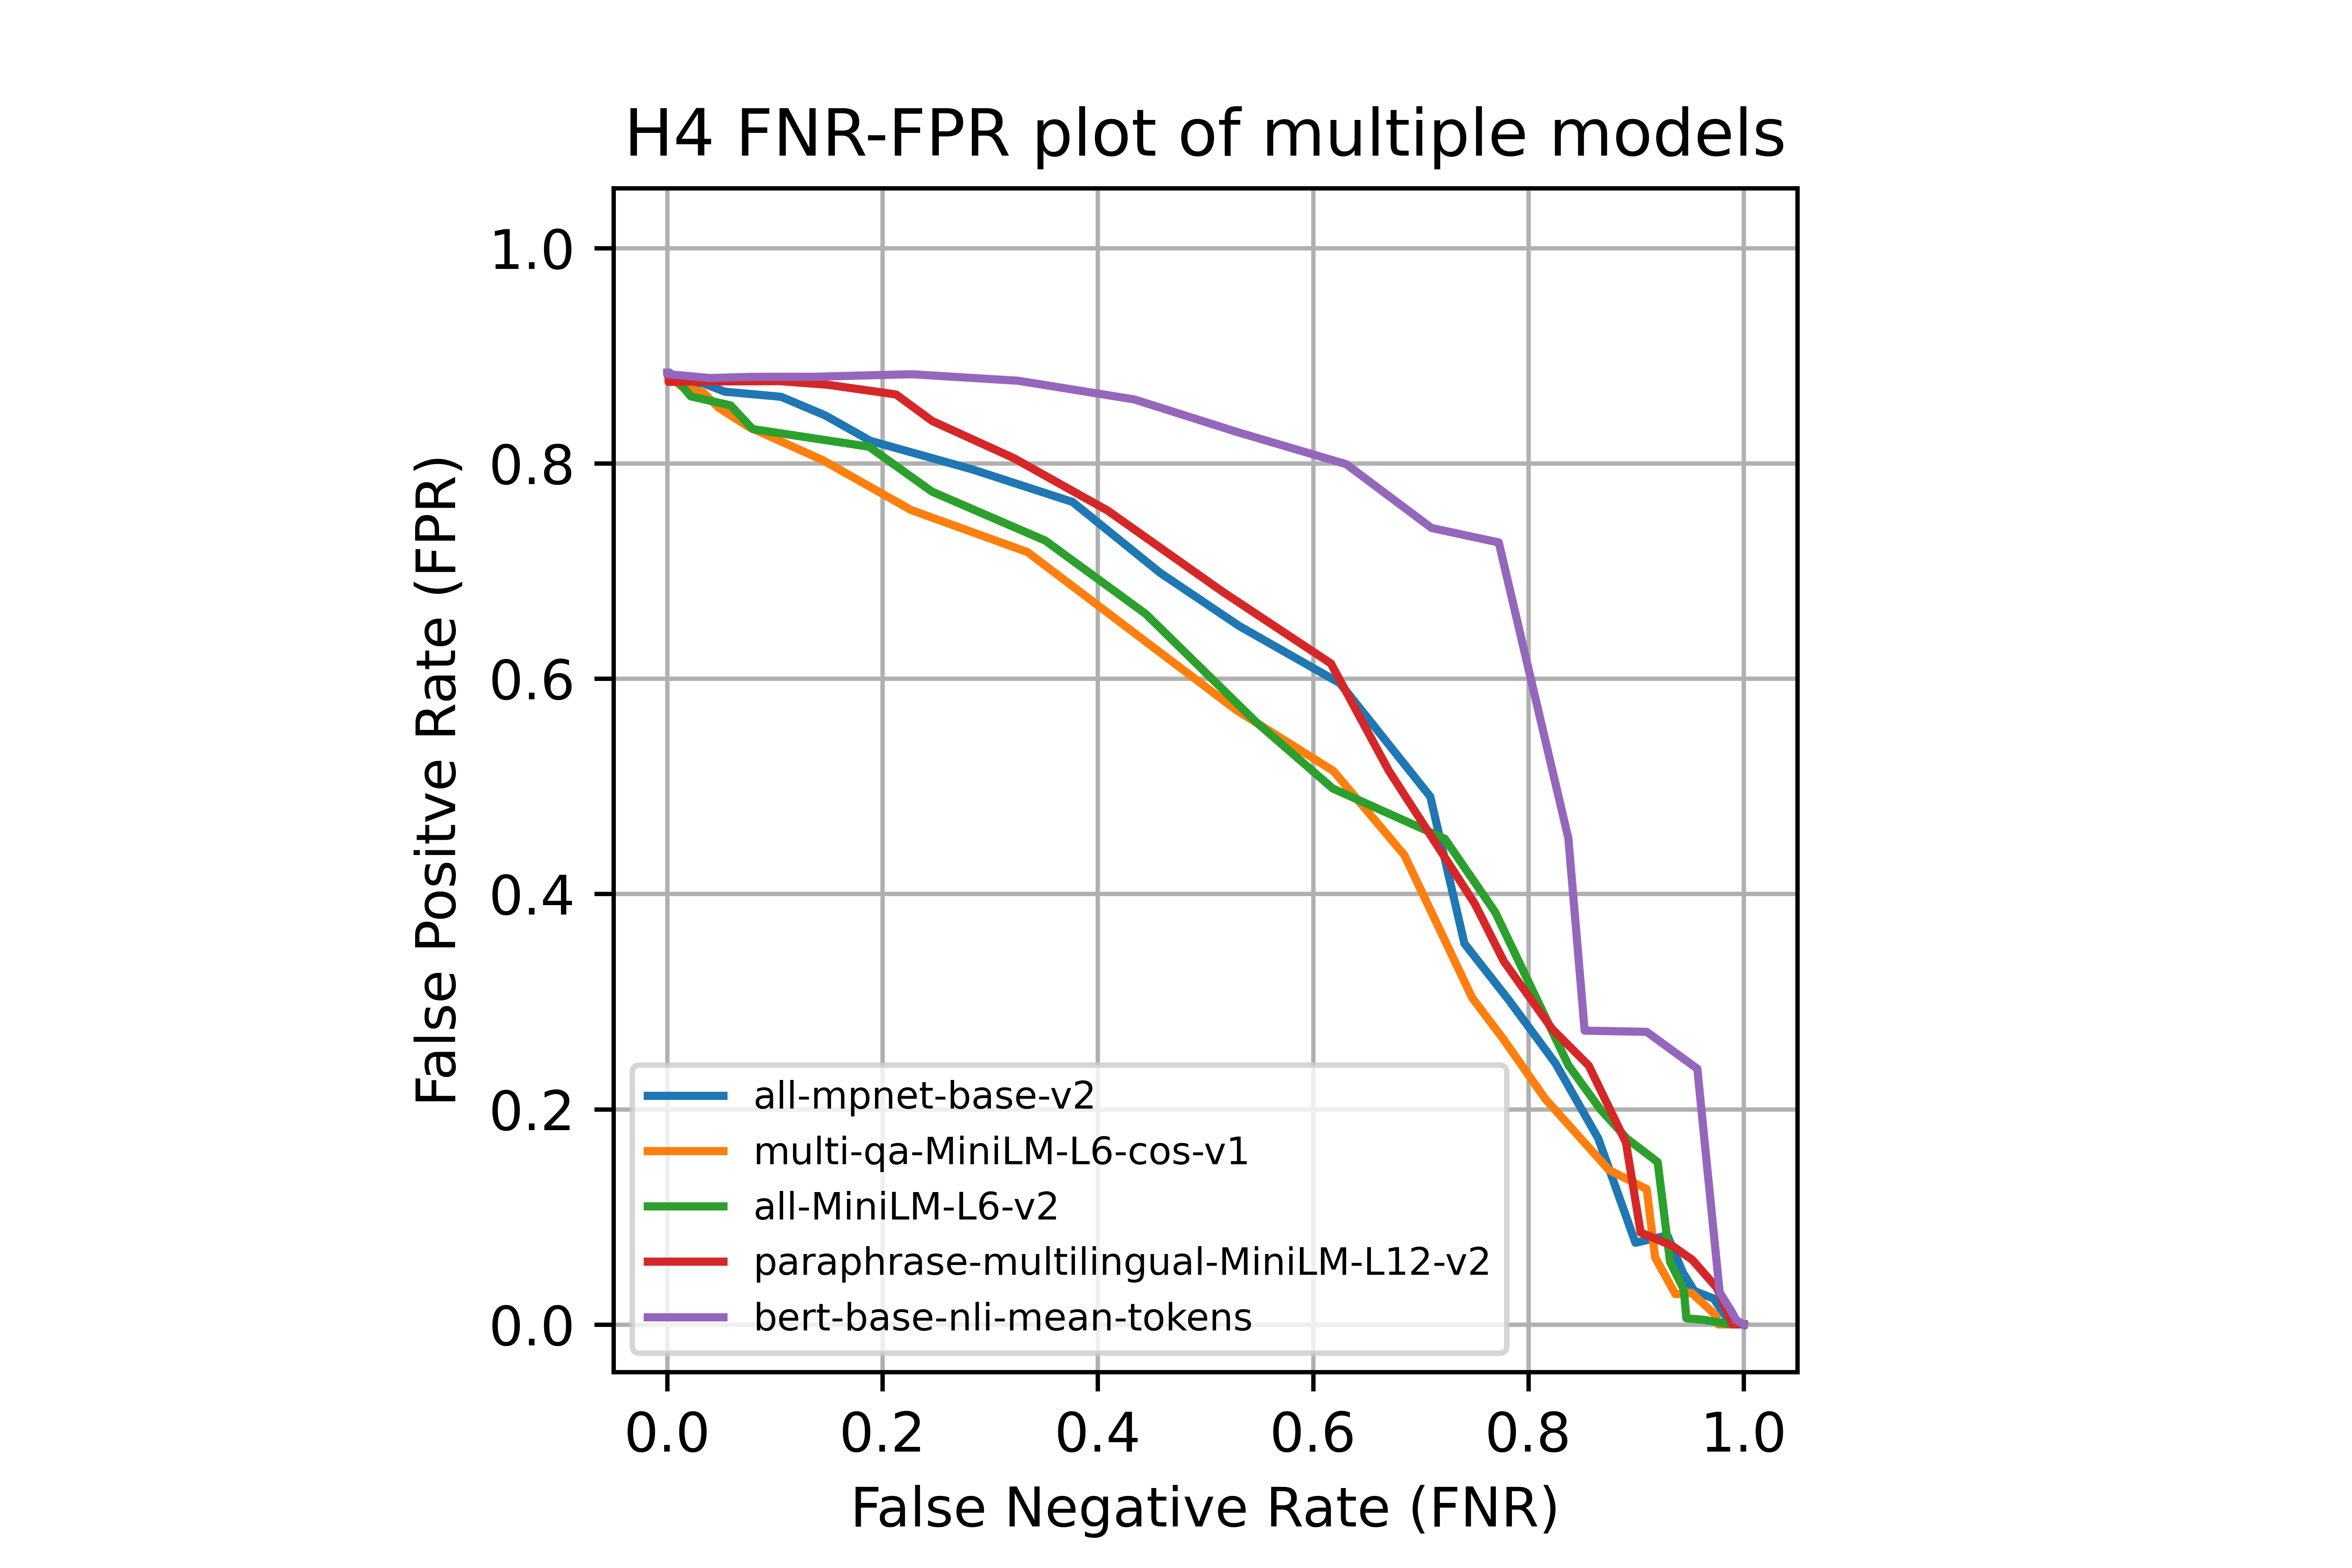 H4 FNR-FPR plot of multiple models
False Positve Rate (FPR)
1.0
0.8
0.6
0.4
0.2
0.0
all-mpnet-base-v2
multi-qa-MiniLM-L6-cos-v1
all-MiniLM-L6-v2
paraphrase-multilingual-MiniLM-L12-v2
bert-base-nli-mean-tokens
0.0 0.2 0.4 0.6 0.8 1.0
False Negative Rate (FNR)